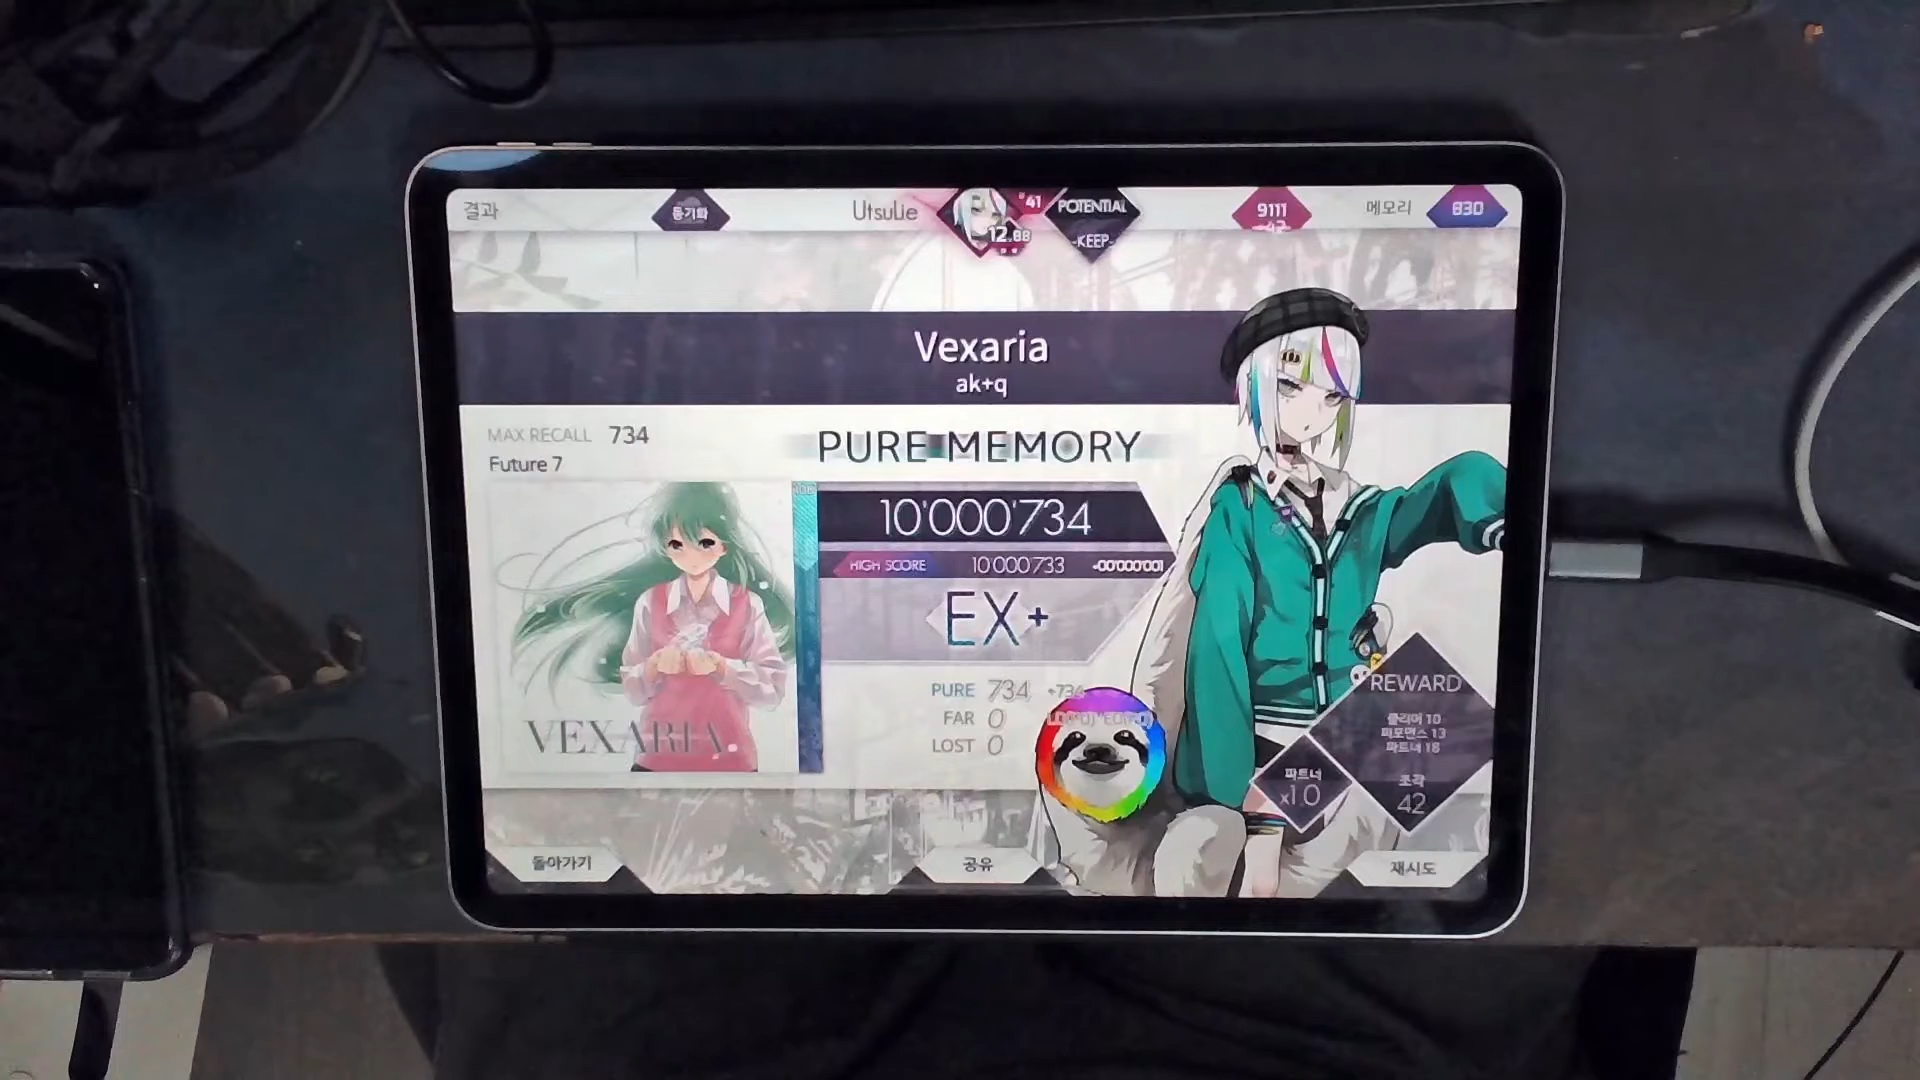 결과
동기화
UtsuLie
41
12.88
POTENTIAL
-KEEP-
9111
-42
메모리
830
Vexaria
ak+q
MAX RECALL 734
Future 7
PURE MEMORY
10'000'734
HIGH SCORE 10'000'733 +00'000'001
EX+
VEXARIA.
PURE 734 +734
FAR 0
LOST 0
REWARD
클리어 10
퍼포먼스 13
파트너 18
파트너
x1.0
조각
42
돌아가기
공유
재시도